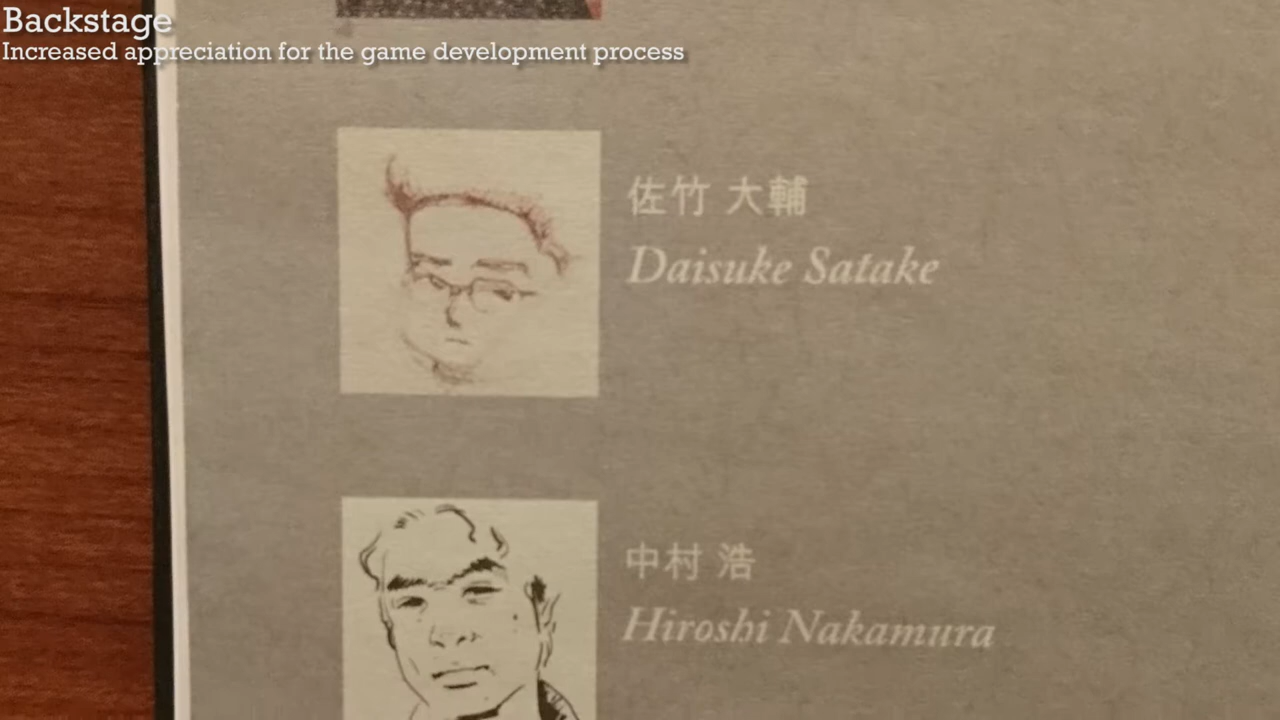 Backstage
Increased appreciation for the game development process
佐竹 大輔
Daisuke Satake
中村 浩
Hiroshi Nakamura